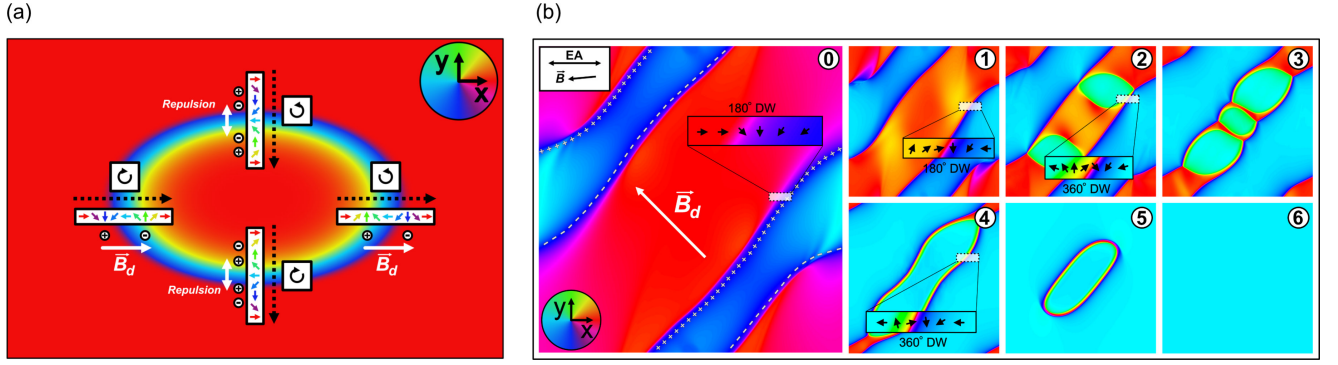 (a)
(b)
y
x
Repulsion
+
-
-
+
B_d
B_d
+
-
+
-
+
-
-
+
Repulsion
EA
B
0
180° DW
B_d
y
x
1
180° DW
2
360° DW
3
4
360° DW
5
6